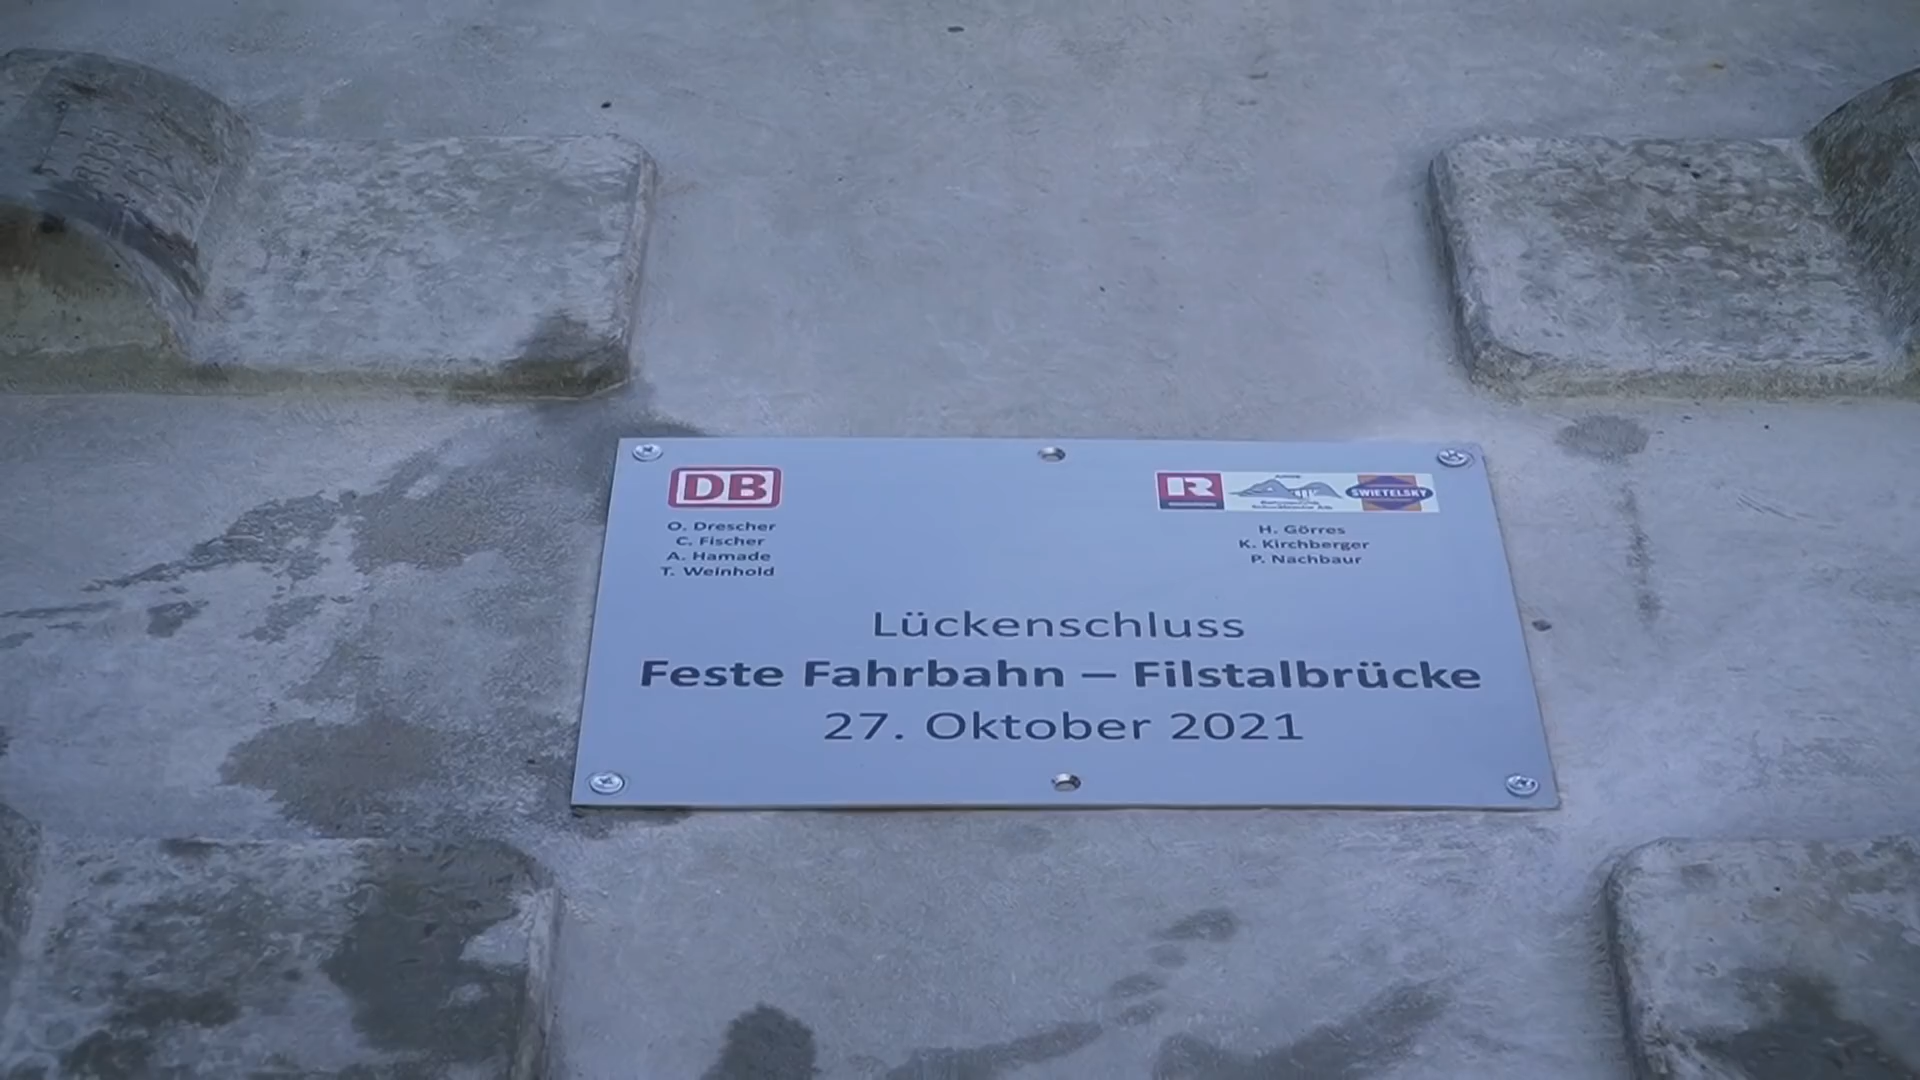 DB
O. Drescher
C. Fischer
A. Hamade
T. Weinhold
R
SWIETELSKY
H. Görres
K. Kirchberger
P. Nachbaur
Lückenschluss
Feste Fahrbahn – Filstalbrücke
27. Oktober 2021